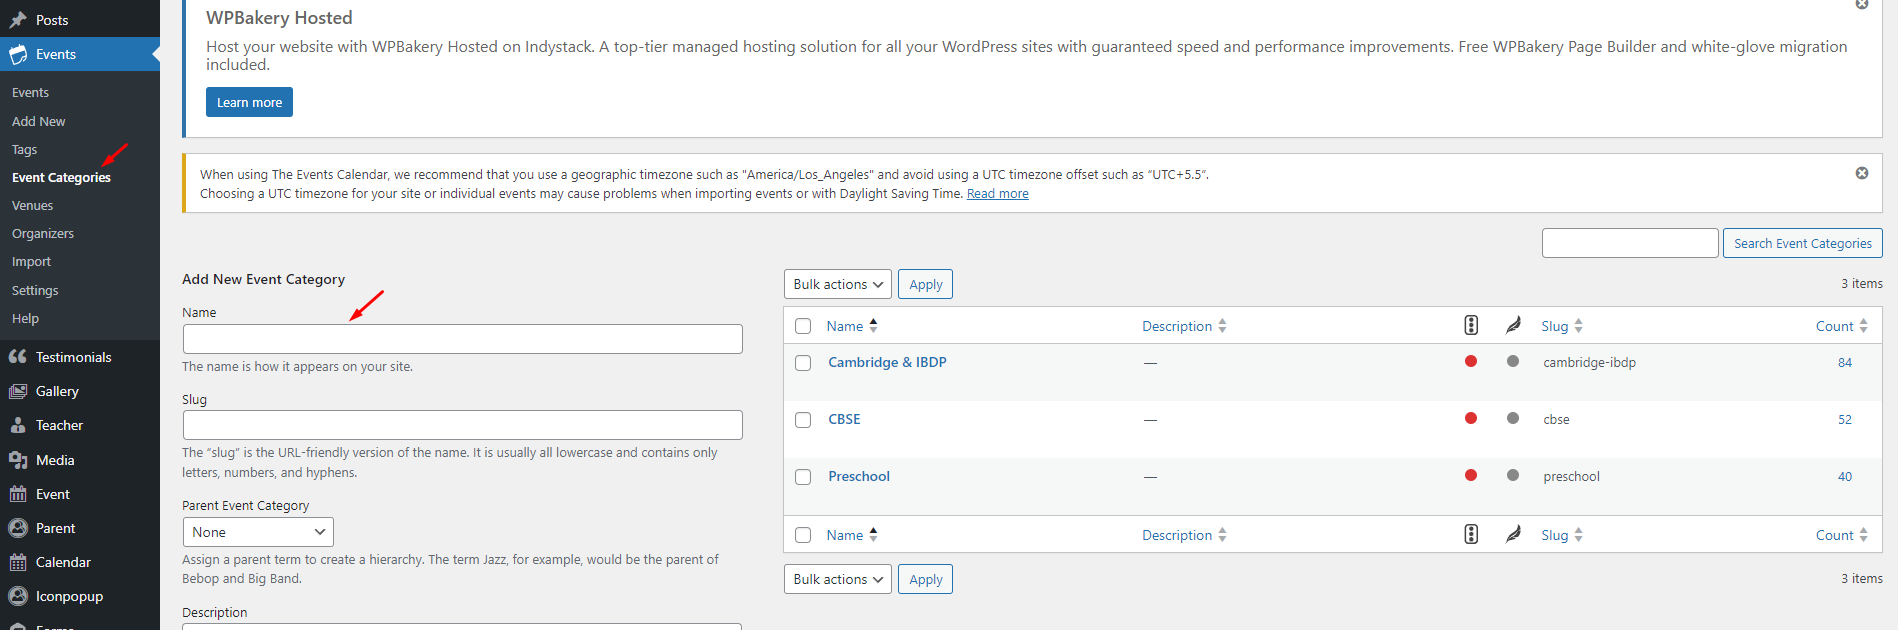 Posts
Events
Events
Add New
Tags
Event Categories
Venues
Organizers
Import
Settings
Help
Testimonials
Gallery
Teacher
Media
Event
Parent
Calendar
Iconpopup
Forms
WPBakery Hosted
Host your website with WPBakery Hosted on Indystack. A top-tier managed hosting solution for all your WordPress sites with guaranteed speed and performance improvements. Free WPBakery Page Builder and white-glove migration
included.
Learn more
When using The Events Calendar, we recommend that you use a geographic timezone such as "America/Los_Angeles" and avoid using a UTC timezone offset such as “UTC+5.5”.
Choosing a UTC timezone for your site or individual events may cause problems when importing events or with Daylight Saving Time. Read more
Search Event Categories
Add New Event Category
Name
The name is how it appears on your site.
Slug
The “slug” is the URL-friendly version of the name. It is usually all lowercase and contains only
letters, numbers, and hyphens.
Parent Event Category
None
Assign a parent term to create a hierarchy. The term Jazz, for example, would be the parent of
Bebop and Big Band.
Description
Bulk actions Apply 3 items
Name Description Slug Count
Cambridge & IBDP — cambridge-ibdp 84
CBSE — cbse 52
Preschool — preschool 40
Name Description Slug Count
Bulk actions Apply 3 items